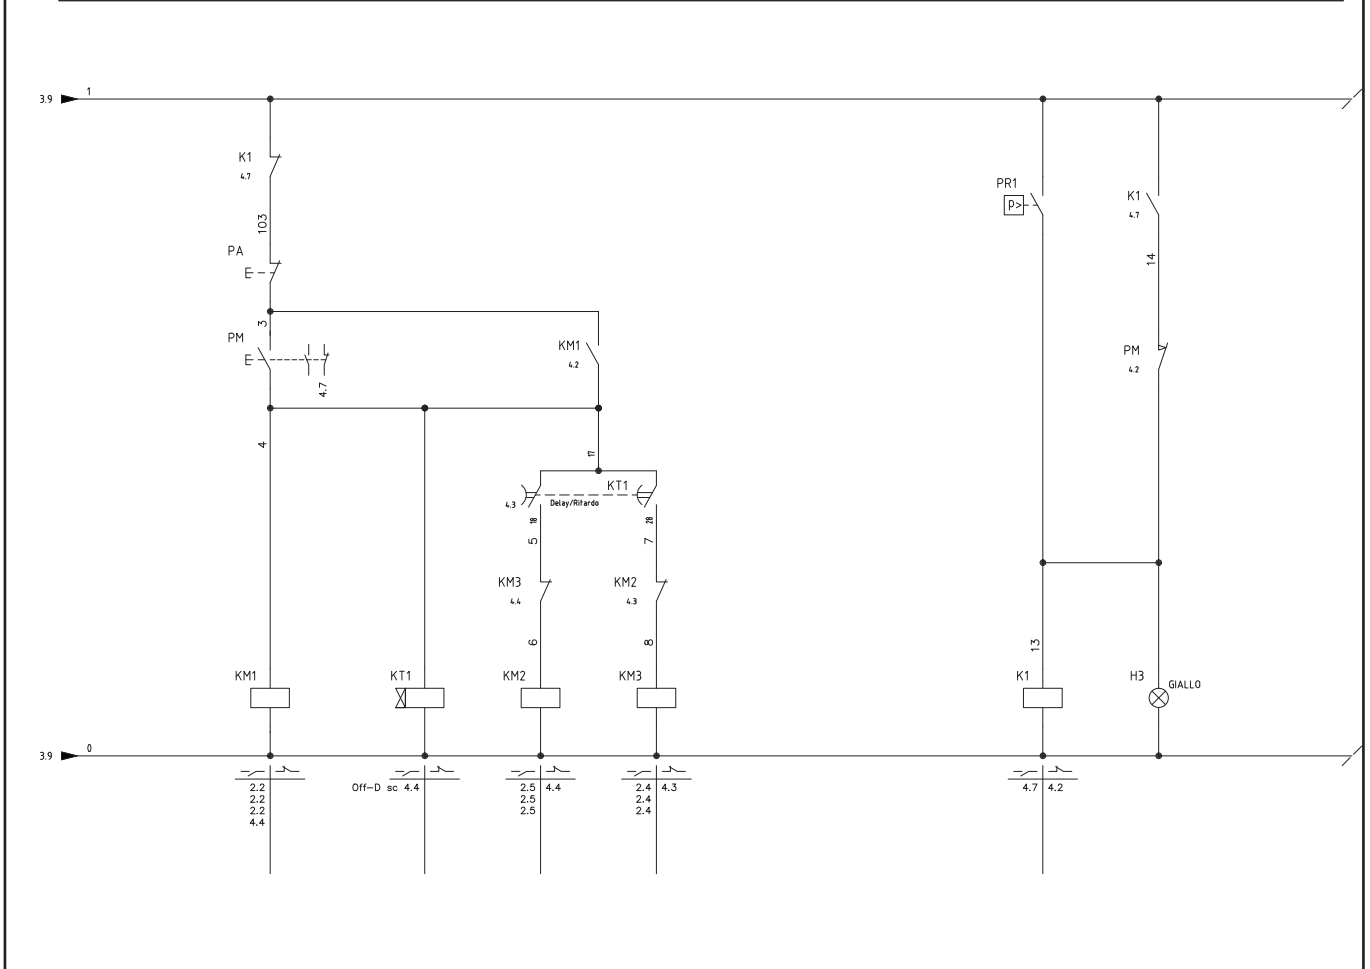 3.9
1
K1
4.7
PR1
P>
K1
4.7
103
PA
E
14
3
PM
E
4.7
KM1
4.2
PM
4.2
4
17
KT1
4.3
Delay/Ritardo
18
28
5
7
KM3
4.4
KM2
4.3
6
8
13
KM1
KT1
KM2
KM3
K1
H3
GIALLO
3.9
0
2.2
2.2
2.2
4.4
Off-D sc 4.4
2.5 4.4
2.5
2.5
2.4 4.3
2.4
2.4
4.7 4.2